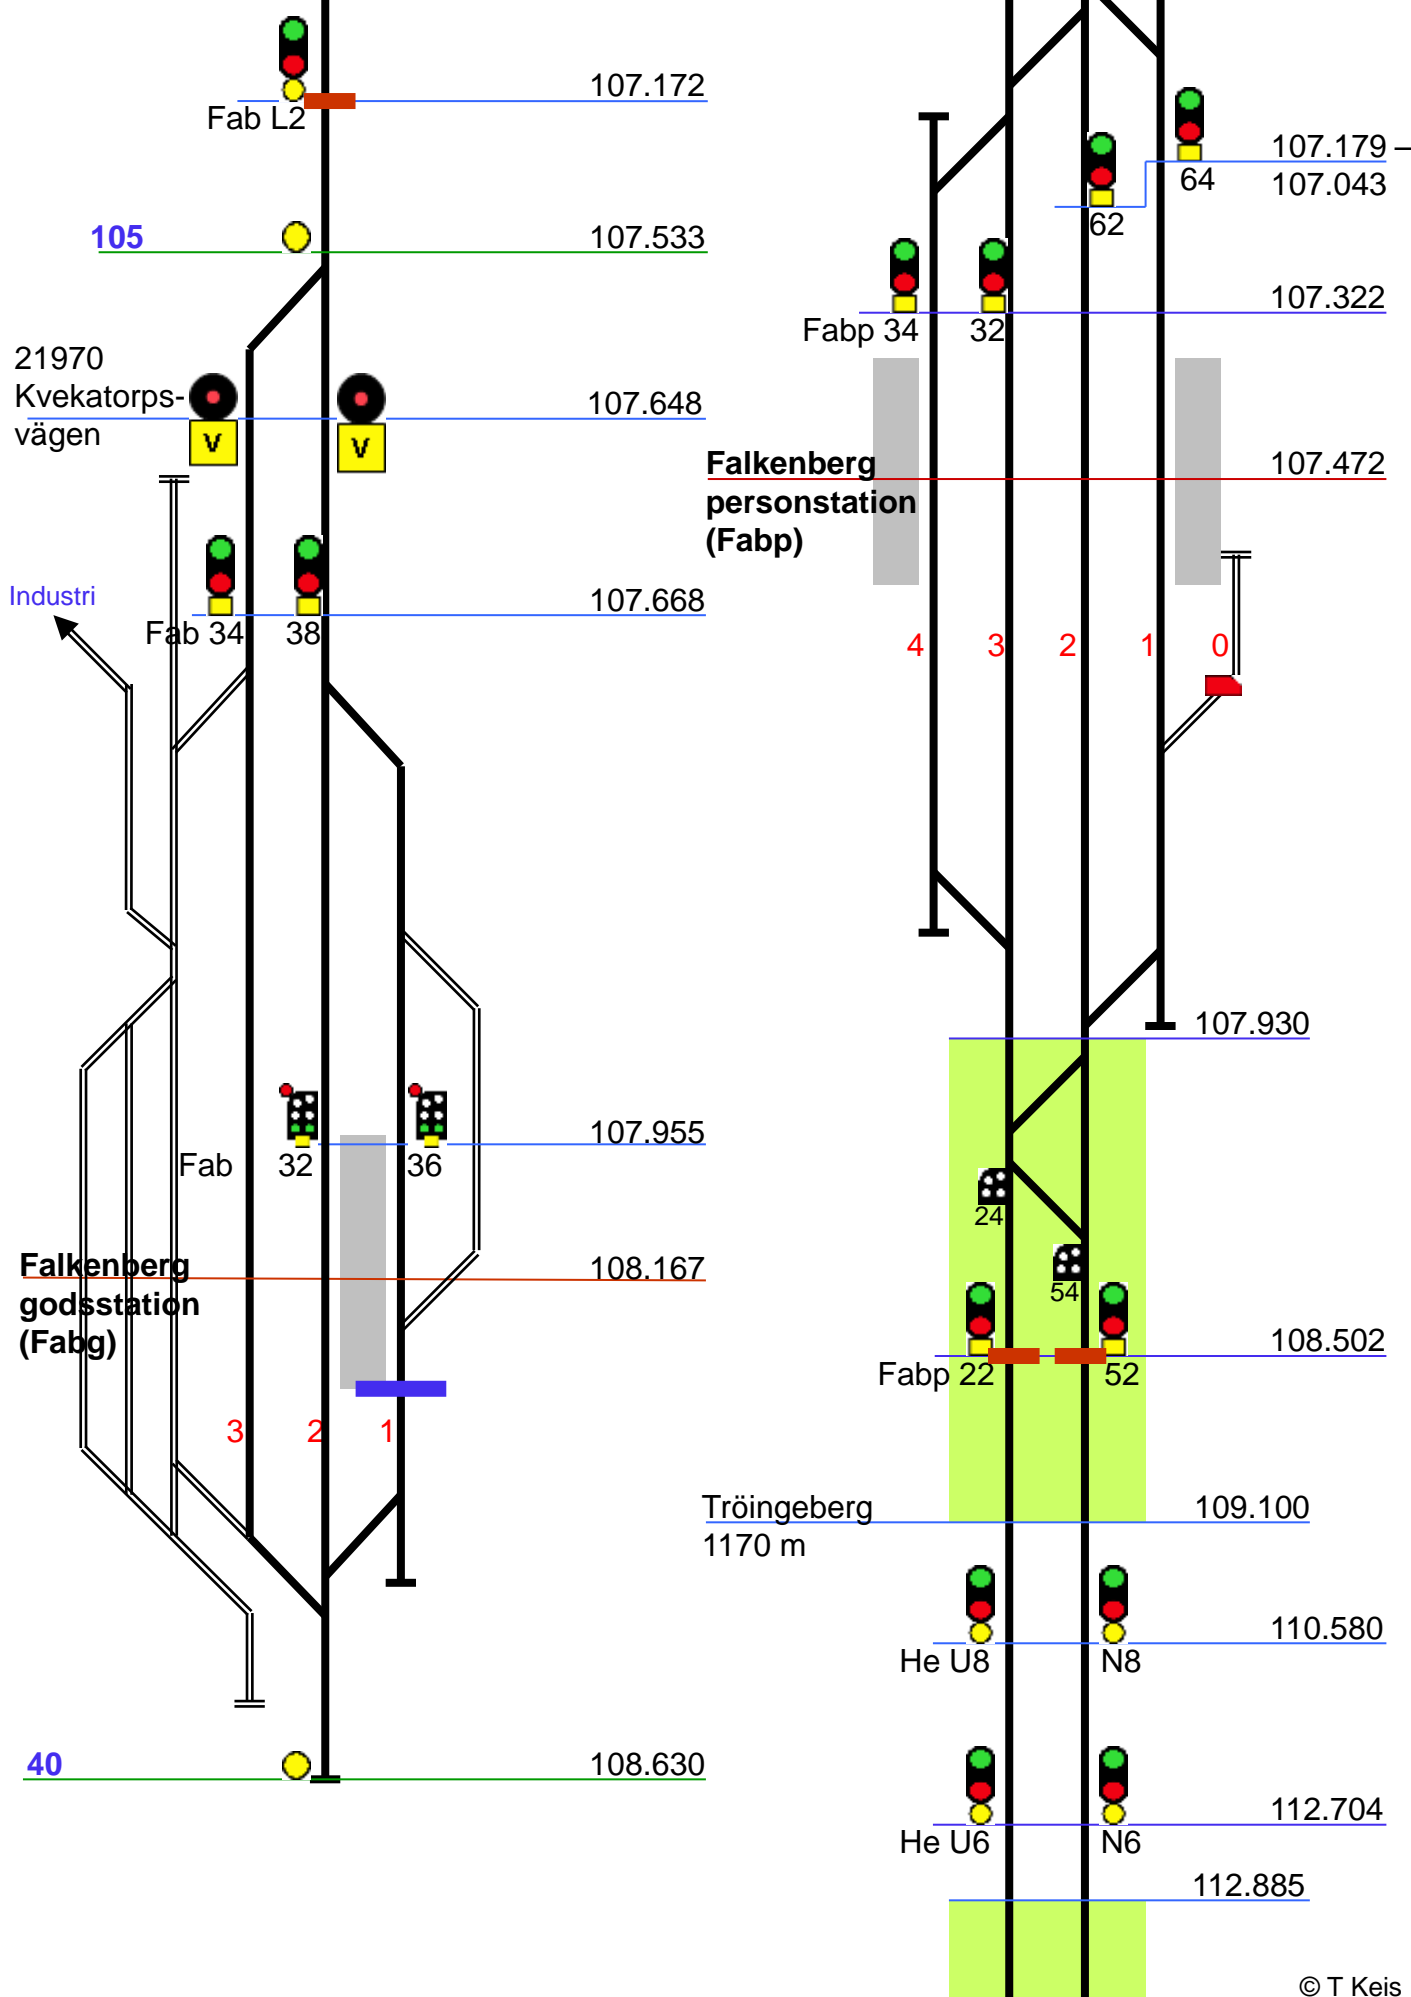 107.172
Fab L2
105
107.533
21970
Kvekatorps-
vägen
107.648
V
V
Industri
Fab 34
38
107.668
Fab
32
36
107.955
Falkenberg
godsstation
(Fabg)
108.167
3
2
1
40
108.630
107.179 –
107.043
64
62
Fabp 34
32
107.322
Falkenberg
personstation
(Fabp)
107.472
4
3
2
1
0
107.930
24
54
Fabp 22
52
108.502
Tröingeberg
1170 m
109.100
He U8
N8
110.580
He U6
N6
112.704
112.885
© T Keis